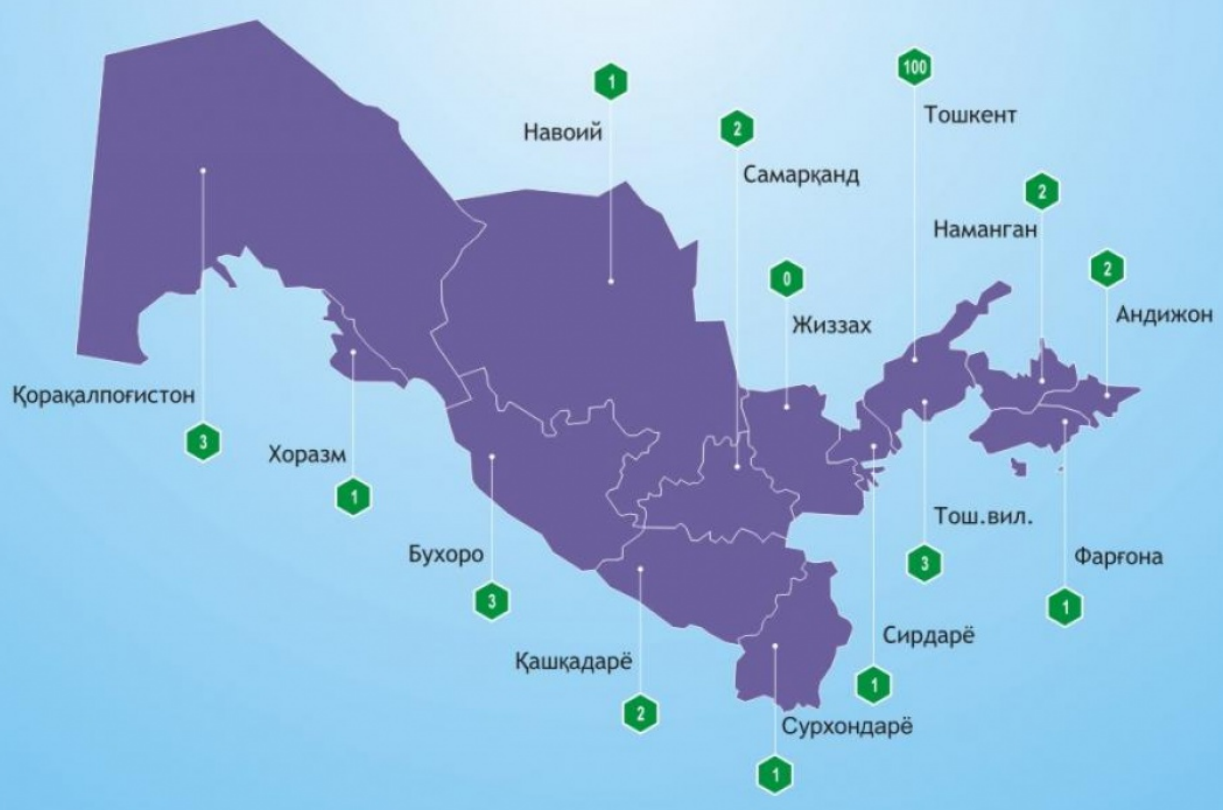 100
Тошкент
1
Навоий
2
Самарқанд
2
Наманган
0
Жиззах
2
Андижон
Қорақалпоғистон
3
Хоразм
1
Бухоро
3
Тош.вил.
3
Фарғона
1
Қашқадарё
2
Сирдарё
1
Сурхондарё
1